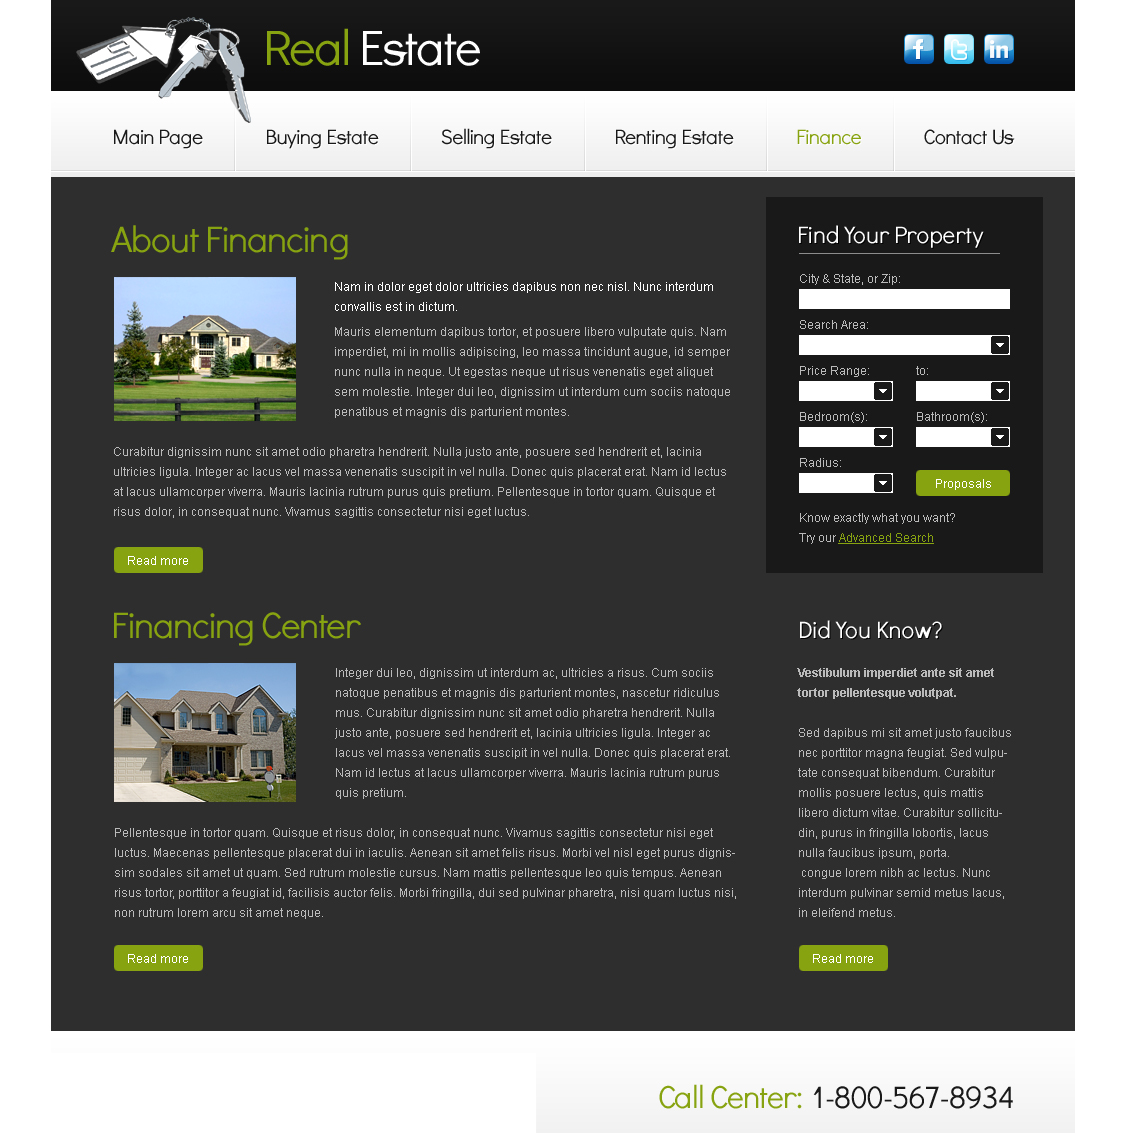 Real Estate
f t in
Main Page
Buying Estate
Selling Estate
Renting Estate
Finance
Contact Us
About Financing
Nam in dolor eget dolor ultricies dapibus non nec nisl. Nunc interdum
convallis est in dictum.
Mauris elementum dapibus tortor, et posuere libero vulputate quis. Nam
imperdiet, mi in mollis adipiscing, leo massa tincidunt augue, id semper
nunc nulla in neque. Ut egestas neque ut risus venenatis eget aliquet
sem molestie. Integer dui leo, dignissim ut interdum cum sociis natoque
penatibus et magnis dis parturient montes.
Curabitur dignissim nunc sit amet odio pharetra hendrerit. Nulla justo ante, posuere sed hendrerit et, lacinia
ultricies ligula. Integer ac lacus vel massa venenatis suscipit in vel nulla. Donec quis placerat erat. Nam id lectus
at lacus ullamcorper viverra. Mauris lacinia rutrum purus quis pretium. Pellentesque in tortor quam. Quisque et
risus dolor, in consequat nunc. Vivamus sagittis consectetur nisi eget luctus.
Read more
Find Your Property
City & State, or Zip:
Search Area:
Price Range:
to:
Bedroom(s):
Bathroom(s):
Radius:
Proposals
Know exactly what you want?
Try our Advanced Search
Financing Center
Integer dui leo, dignissim ut interdum ac, ultricies a risus. Cum sociis
natoque penatibus et magnis dis parturient montes, nascetur ridiculus
mus. Curabitur dignissim nunc sit amet odio pharetra hendrerit. Nulla
justo ante, posuere sed hendrerit et, lacinia ultricies ligula. Integer ac
lacus vel massa venenatis suscipit in vel nulla. Donec quis placerat erat.
Nam id lectus at lacus ullamcorper viverra. Mauris lacinia rutrum purus
quis pretium.
Pellentesque in tortor quam. Quisque et risus dolor, in consequat nunc. Vivamus sagittis consectetur nisi eget
luctus. Maecenas pellentesque placerat dui in iaculis. Aenean sit amet felis risus. Morbi vel nisl eget purus dignis-
sim sodales sit amet ut quam. Sed rutrum molestie cursus. Nam mattis pellentesque leo quis tempus. Aenean
risus tortor, porttitor a feugiat id, facilisis auctor felis. Morbi fringilla, dui sed pulvinar pharetra, nisi quam luctus nisi,
non rutrum lorem arcu sit amet neque.
Read more
Did You Know?
Vestibulum imperdiet ante sit amet
tortor pellentesque volutpat.
Sed dapibus mi sit amet justo faucibus
nec porttitor magna feugiat. Sed vulpu-
tate consequat bibendum. Curabitur
mollis posuere lectus, quis mattis
libero dictum vitae. Curabitur sollicitu-
din, purus in fringilla lobortis, lacus
nulla faucibus ipsum, porta.
congue lorem nibh ac lectus. Nunc
interdum pulvinar semid metus lacus,
in eleifend metus.
Read more
Call Center: 1-800-567-8934